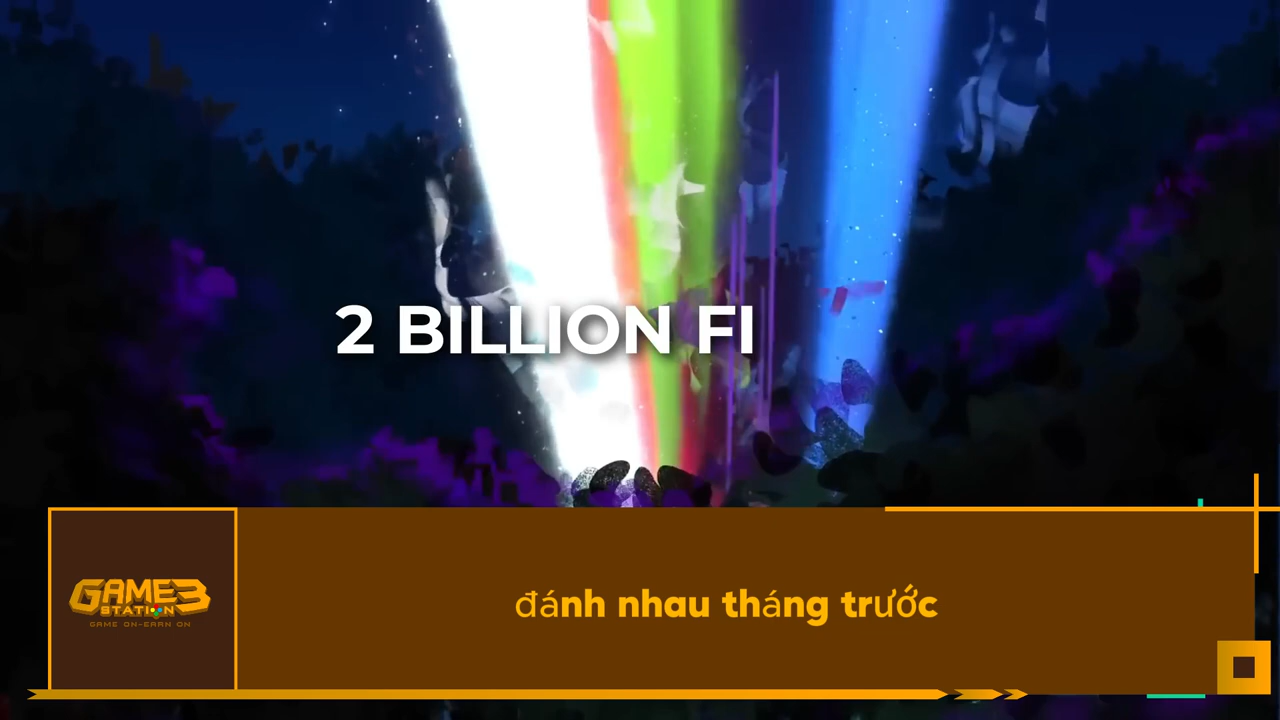 2 BILLION FI
GAME3
STATION
GAME ON-EARN ON
đánh nhau tháng trước